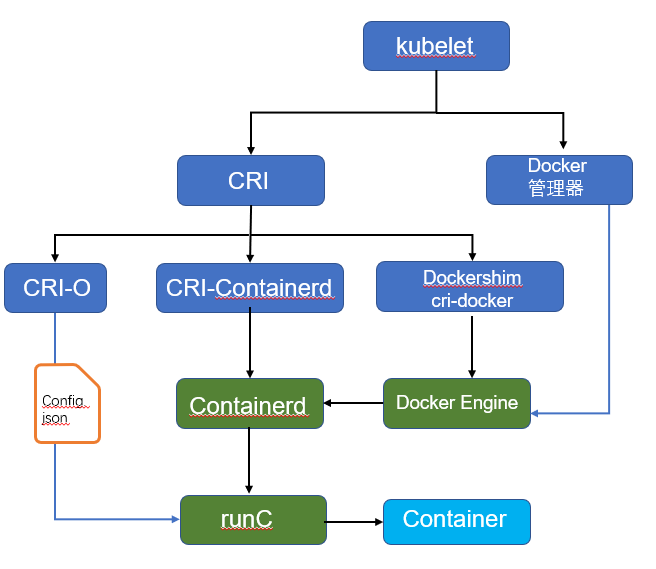 kubelet
CRI
Docker
管理器
CRI-O
CRI-Containerd
Dockershim
cri-docker
Config.
json
Containerd
Docker Engine
runC
Container